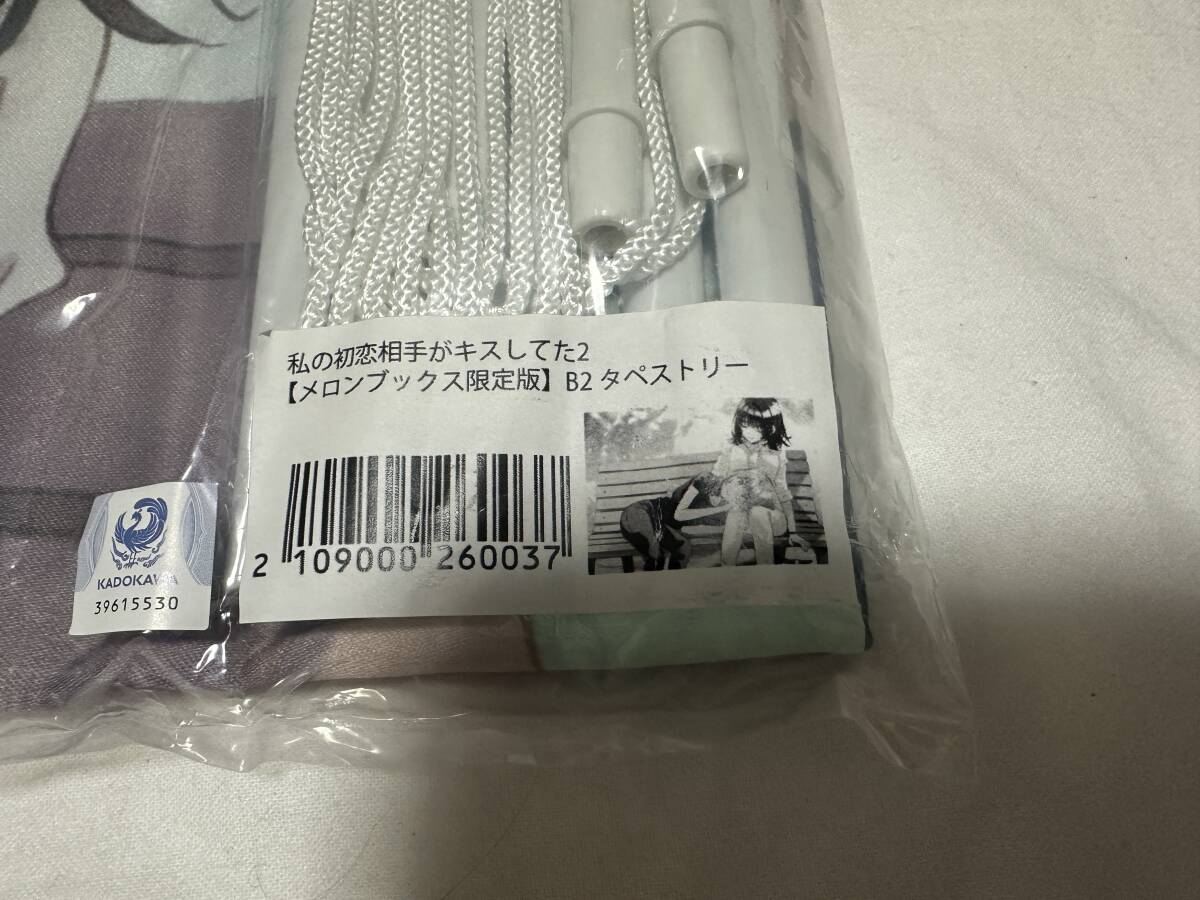 私の初恋相手がキスしてた2
【メロンブックス限定版】B2 タペストリー
2 109000 260037
KADOKAWA
39615530